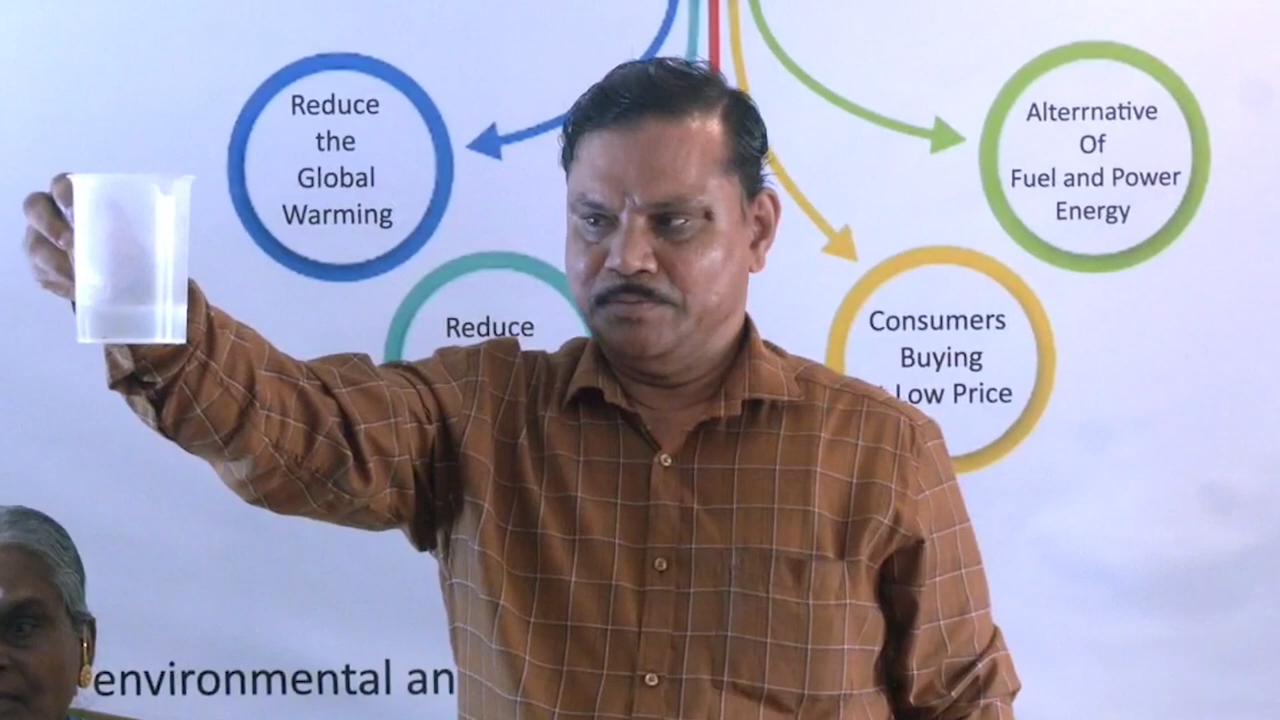 Reduce
the
Global
Warming
Alterrnative
Of
Fuel and Power
Energy
Reduce
Consumers
Buying
Low Price
environmental an